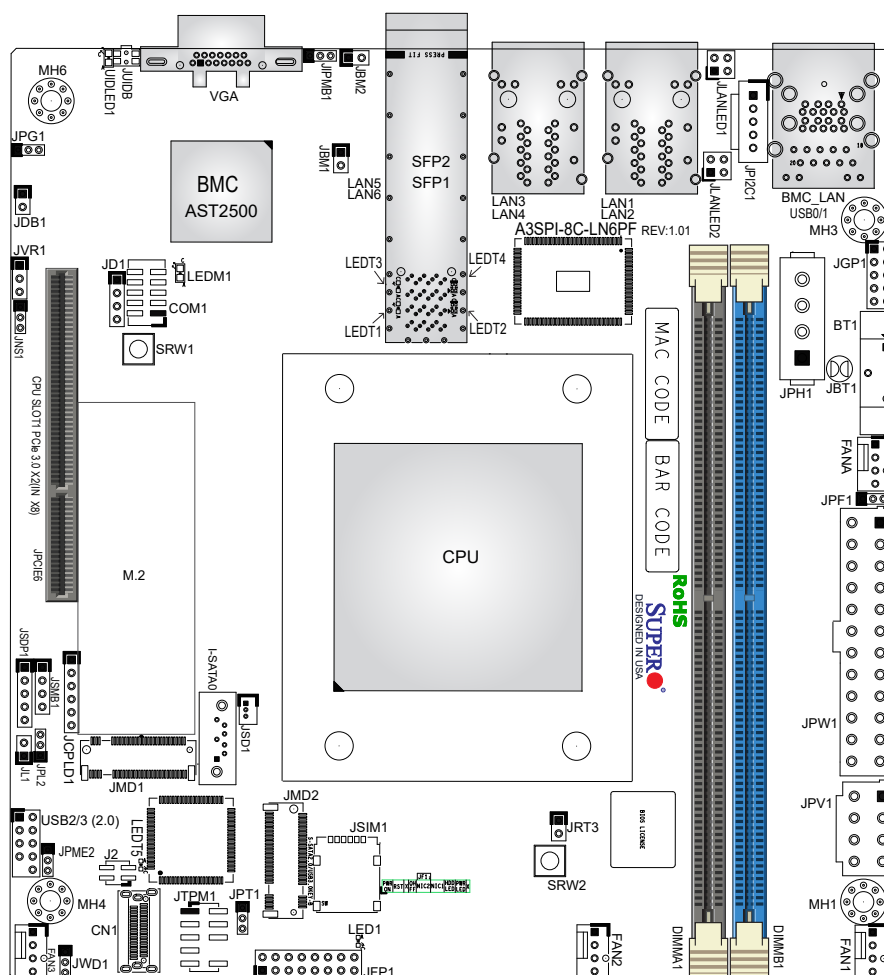 PRESS FIT
MH6
UIDLED1
JUIDB
VGA
JIPMB1
JBM2
JLANLED1
JPG1
JBM1
BMC
AST2500
SFP2
SFP1
LAN5
LAN6
LAN3
LAN4
LAN1
LAN2
JLANLED2
JPI2C1
BMC_LAN
USB0/1
MH3
JDB1
A3SPI-8C-LN6PF REV:1.01
JVR1
JD1
LEDM1
LEDT3
LEDT4
JGP1
COM1
LEDT1
LEDT2
JNS1
SRW1
MAC CODE
BT1
JPH1
JBT1
CPU SLOT1 PCIe 3.0 X2(IN X8)
FANA
BAR CODE
JPF1
JPCIE6
M.2
CPU
RoHS
SUPER
DESIGNED IN USA
JSDP1
JSMB1
I-SATA0
JSD1
JCPLD1
JPW1
JL1
JPL2
JMD1
JMD2
USB2/3 (2.0)
LEDT5
JSIM1
JRT3
BIOS LICENSE
JPV1
JPME2
J2
SRW2
JF1
JTPM1
JPT1
MH4
MH1
CN1
LED1
FAN3
JWD1
JFP1
FAN2
DIMMA1
DIMMB1
FAN1